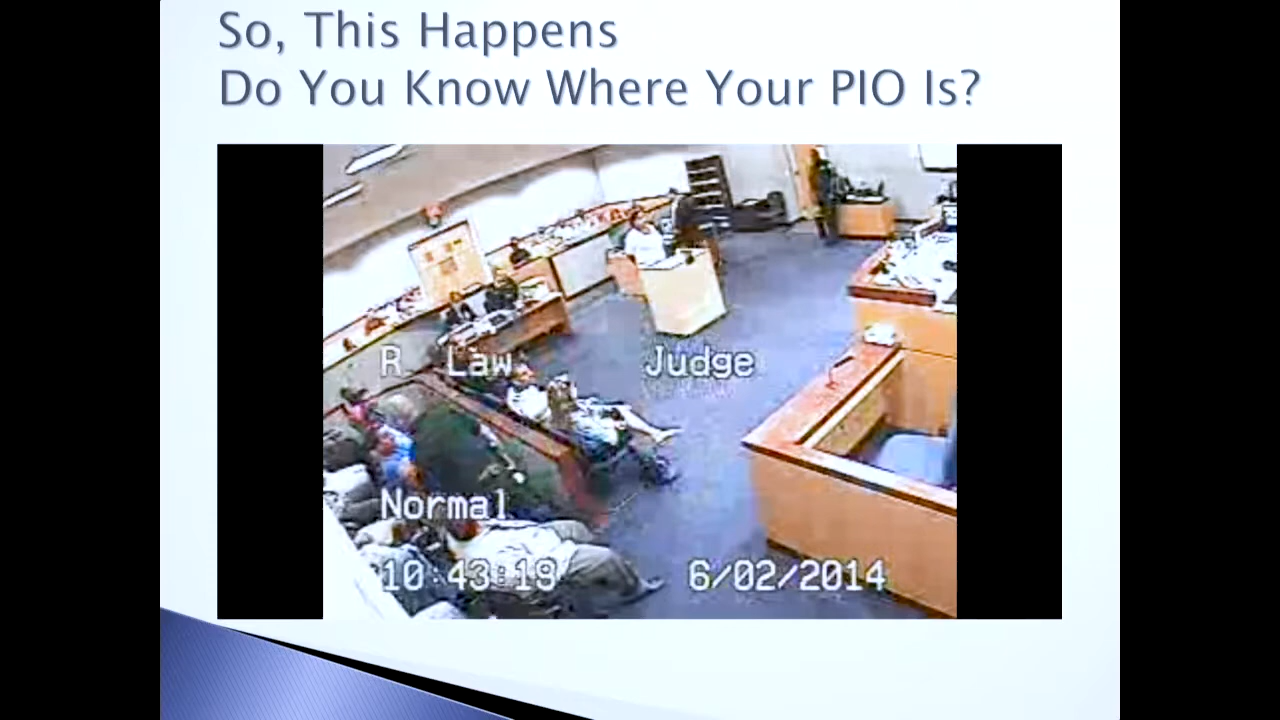 So, This Happens
Do You Know Where Your PIO Is?
R Law Judge
Normal
10:43:19 6/02/2014